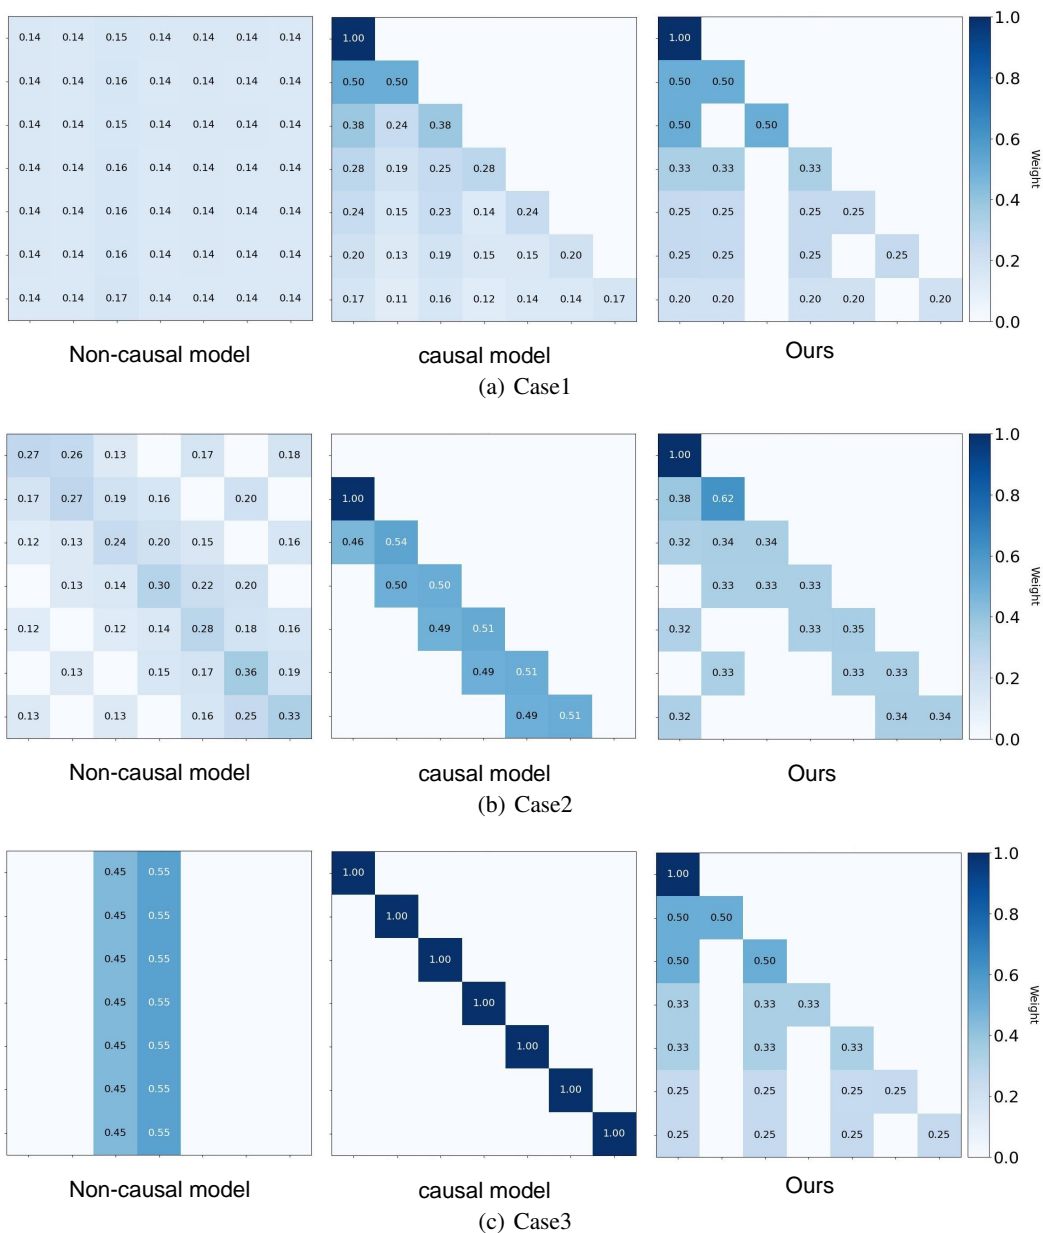 0.14 0.14 0.15 0.14 0.14 0.14 0.14
0.14 0.14 0.16 0.14 0.14 0.14 0.14
0.14 0.14 0.15 0.14 0.14 0.14 0.14
0.14 0.14 0.16 0.14 0.14 0.14 0.14
0.14 0.14 0.16 0.14 0.14 0.14 0.14
0.14 0.14 0.16 0.14 0.14 0.14 0.14
0.14 0.14 0.17 0.14 0.14 0.14 0.14
Non-causal model
1.00
0.50 0.50
0.38 0.24 0.38
0.28 0.19 0.25 0.28
0.24 0.15 0.23 0.14 0.24
0.20 0.13 0.19 0.15 0.15 0.20
0.17 0.11 0.16 0.12 0.14 0.14 0.17
causal model
1.00
0.50 0.50
0.50 0.50
0.33 0.33 0.33
0.25 0.25 0.25 0.25
0.25 0.25 0.25 0.25
0.20 0.20 0.20 0.20 0.20
Ours
1.0
0.8
0.6
0.4
0.2
0.0
Weight
(a) Case1
0.27 0.26 0.13 0.17 0.18
0.17 0.27 0.19 0.16 0.20
0.12 0.13 0.24 0.20 0.15 0.16
0.13 0.14 0.30 0.22 0.20
0.12 0.12 0.14 0.28 0.18 0.16
0.13 0.15 0.17 0.36 0.19
0.13 0.13 0.16 0.25 0.33
Non-causal model
1.00
0.46 0.54
0.50 0.50
0.49 0.51
0.49 0.51
0.49 0.51
causal model
1.00
0.38 0.62
0.32 0.34 0.34
0.33 0.33 0.33
0.32 0.33 0.35
0.33 0.33 0.33
0.32 0.34 0.34
Ours
1.0
0.8
0.6
0.4
0.2
0.0
Weight
(b) Case2
0.45 0.55
0.45 0.55
0.45 0.55
0.45 0.55
0.45 0.55
0.45 0.55
0.45 0.55
Non-causal model
1.00
1.00
1.00
1.00
1.00
1.00
1.00
causal model
1.00
0.50 0.50
0.50 0.50
0.33 0.33 0.33
0.33 0.33 0.33
0.25 0.25 0.25 0.25
0.25 0.25 0.25 0.25
Ours
1.0
0.8
0.6
0.4
0.2
0.0
Weight
(c) Case3